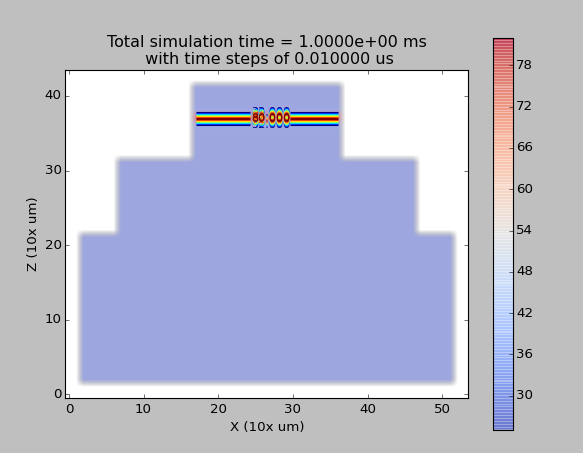 Total simulation time = 1.0000e+00 ms
with time steps of 0.010000 us
78
72
66
60
54
48
42
36
30
40
30
20
10
0
Z (10x um)
0 10 20 30 40 50
X (10x um)